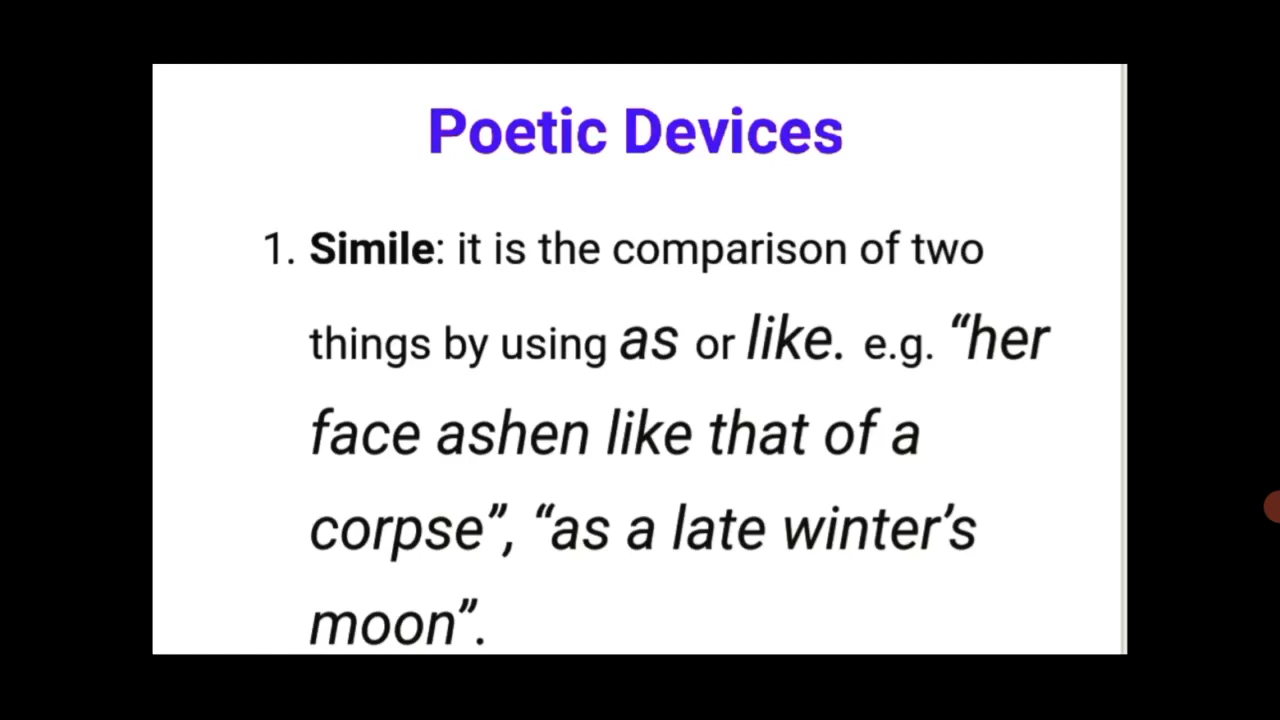 Poetic Devices
1. Simile: it is the comparison of two
things by using as or like. e.g. “her
face ashen like that of a
corpse”, “as a late winter’s
moon”.